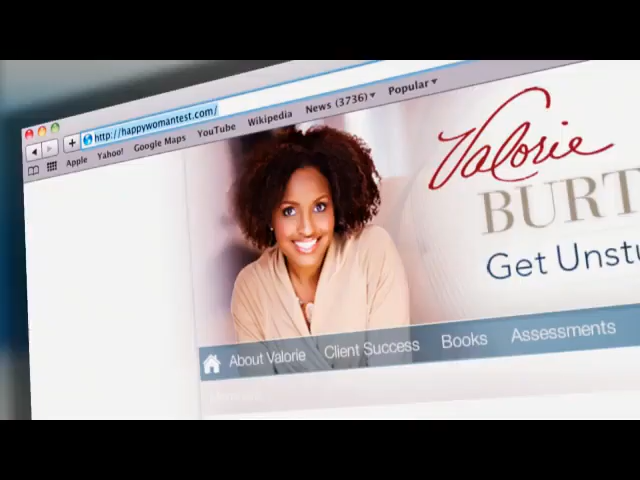 http://happywomantest.com/
Apple Yahoo! Google Maps YouTube Wikipedia News (3736) Popular
Valorie
BURT
Get Unstu
About Valorie Client Success Books Assessments